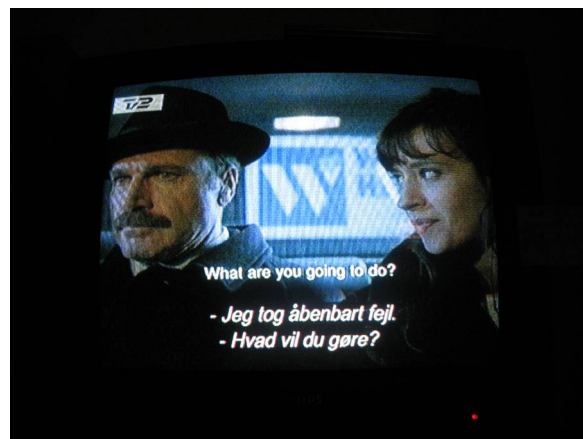 TV2
What are you going to do?
- Jeg tog åbenbart fejl.
- Hvad vil du gøre?